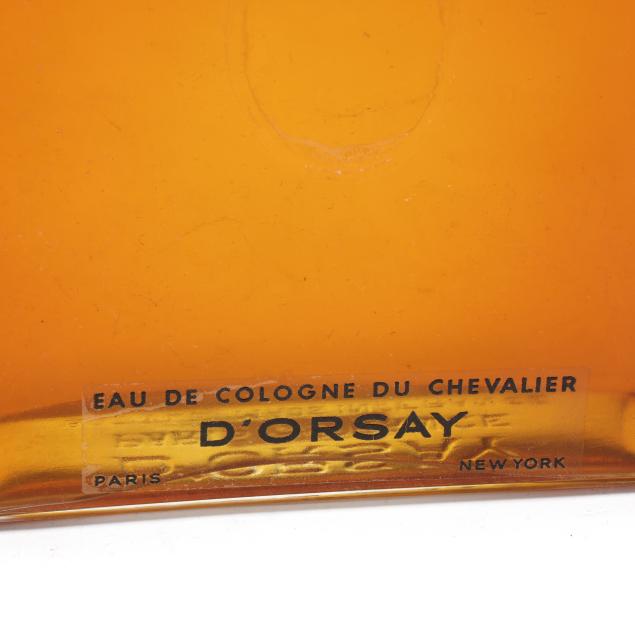 EAU DE COLOGNE DU CHEVALIER
D'ORSAY
PARIS NEW YORK